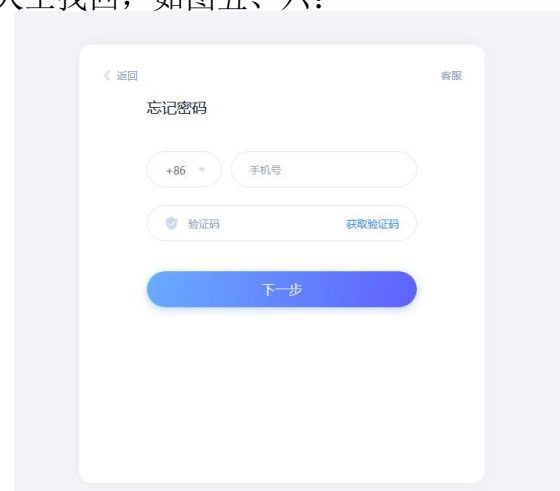 人工找回，如图五、六：
返回
客服
忘记密码
+86
手机号
验证码
获取验证码
下一步